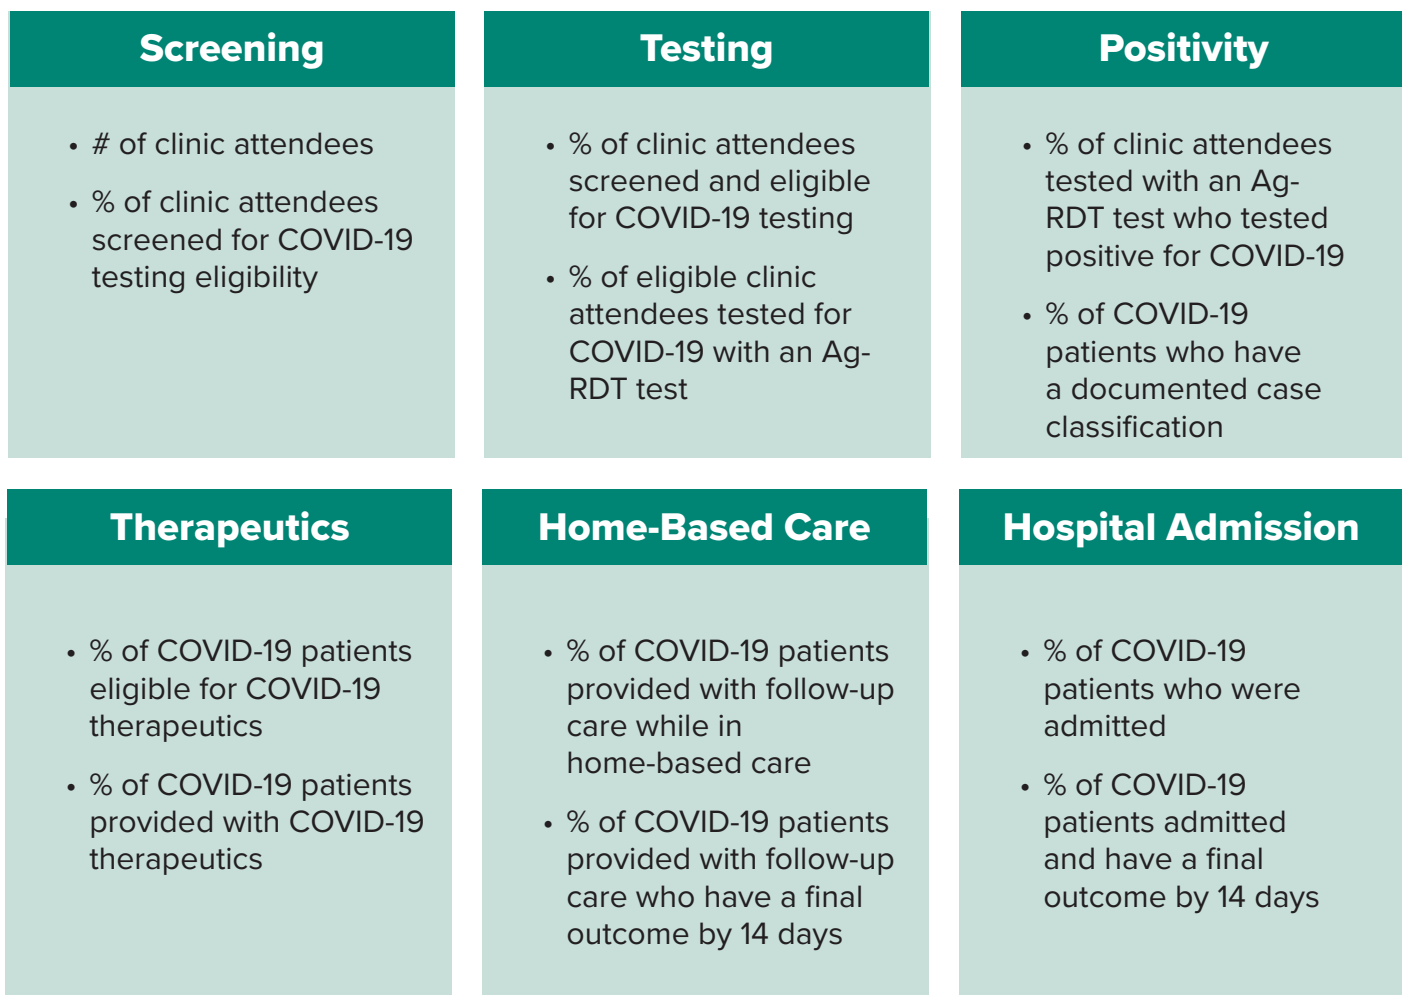 Screening
• # of clinic attendees
• % of clinic attendees
screened for COVID-19
testing eligibility
Testing
• % of clinic attendees
screened and eligible
for COVID-19 testing
• % of eligible clinic
attendees tested for
COVID-19 with an Ag-
RDT test
Positivity
• % of clinic attendees
tested with an Ag-
RDT test who tested
positive for COVID-19
• % of COVID-19
patients who have
a documented case
classification
Therapeutics
• % of COVID-19 patients
eligible for COVID-19
therapeutics
• % of COVID-19 patients
provided with COVID-19
therapeutics
Home-Based Care
• % of COVID-19 patients
provided with follow-up
care while in
home-based care
• % of COVID-19 patients
provided with follow-up
care who have a final
outcome by 14 days
Hospital Admission
• % of COVID-19
patients who were
admitted
• % of COVID-19
patients admitted
and have a final
outcome by 14 days